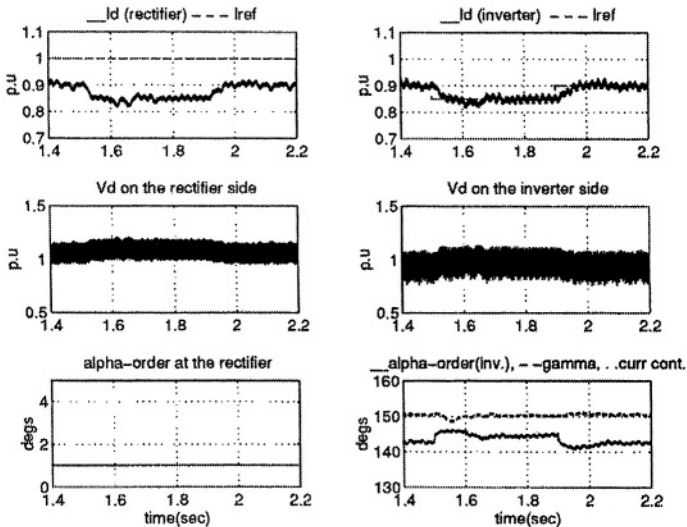 __Id (rectifier) --- Iref
1.1
1
0.9
0.8
0.7
p.u
1.4 1.6 1.8 2 2.2
__Id (inverter) --- Iref
1.1
1
0.9
0.8
0.7
p.u
1.4 1.6 1.8 2 2.2
Vd on the rectifier side
1.5
1
0.5
p.u
1.4 1.6 1.8 2 2.2
Vd on the inverter side
1.5
1
0.5
p.u
1.4 1.6 1.8 2 2.2
alpha-order at the rectifier
4
2
0
degs
1.4 1.6 1.8 2 2.2
time(sec)
__alpha-order(inv.), --gamma, ..curr cont.
160
150
140
130
degs
1.4 1.6 1.8 2 2.2
time(sec)